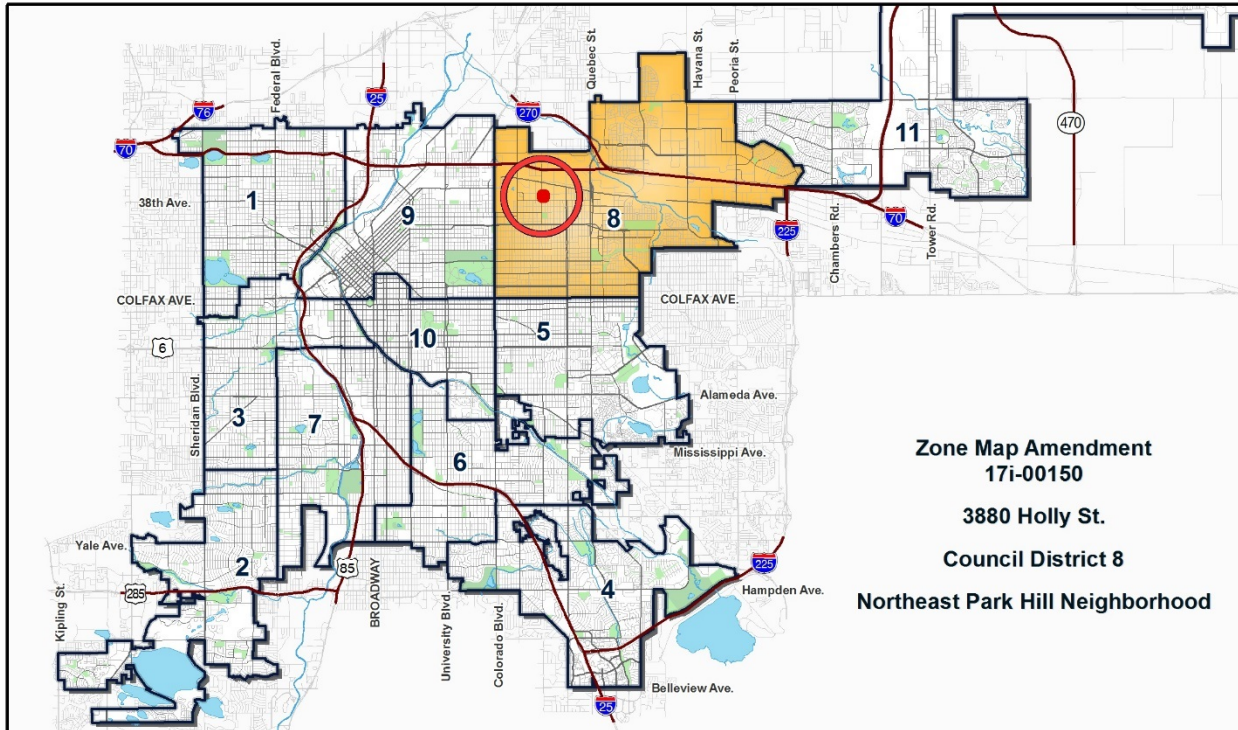 Federal Blvd.
Quebec St.
Havana St.
Peoria St.
76
25
270
470
70
11
1
38th Ave.
9
8
225
Chambers Rd.
70
Tower Rd.
COLFAX AVE.
COLFAX AVE.
10
5
6
Sheridan Blvd.
3
7
Alameda Ave.
6
Mississippi Ave.
Zone Map Amendment
17i-00150
3880 Holly St.
Council District 8
Northeast Park Hill Neighborhood
Yale Ave.
2
85
225
285
4
Hampden Ave.
Kipling St.
BROADWAY
University Blvd.
Colorado Blvd.
Belleview Ave.
25